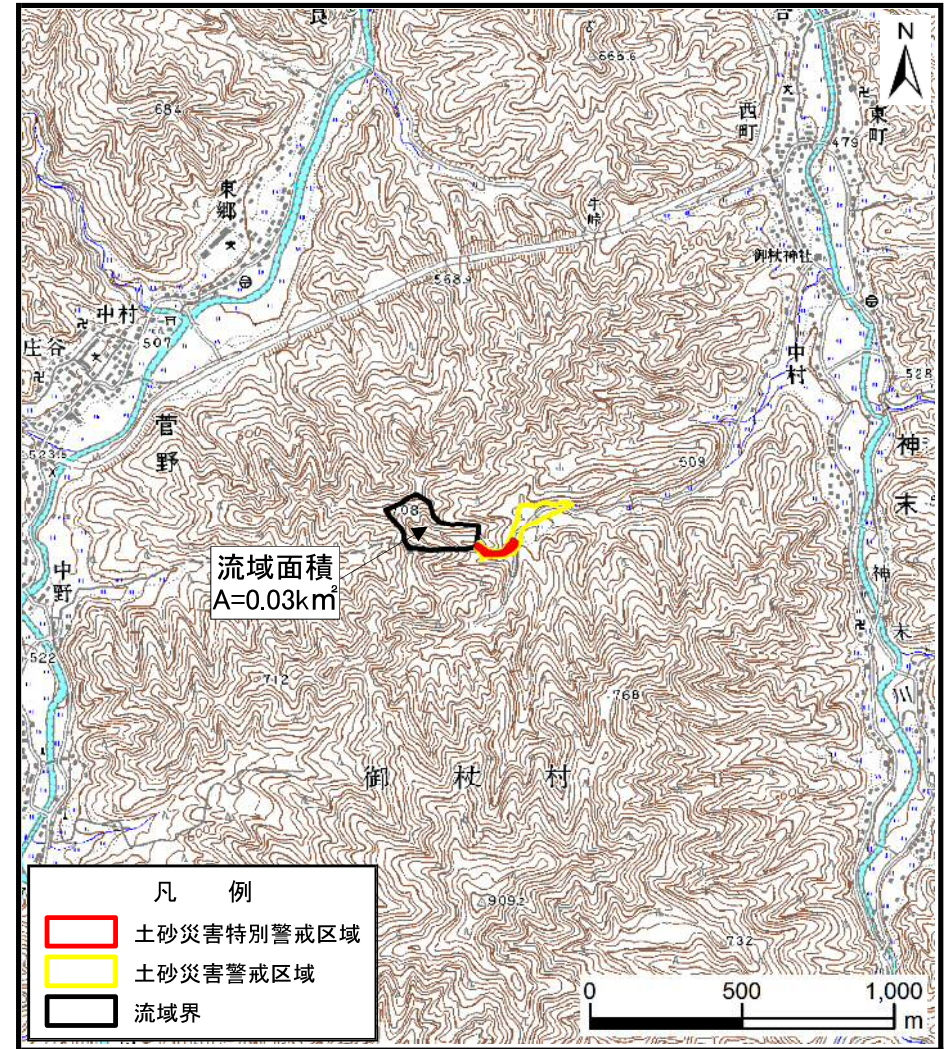 N
666.6
684
西町
東町
479
東郷
牛峠
御杖神社
568.9
中村
庄谷
507
中村
528
菅野
523.5
509
神末
708
流域面積
A=0.03k㎡
中野
神末川
522
712
768
御杖村
909.2
732
凡 例
土砂災害特別警戒区域
土砂災害警戒区域
流域界
0 500 1,000
m